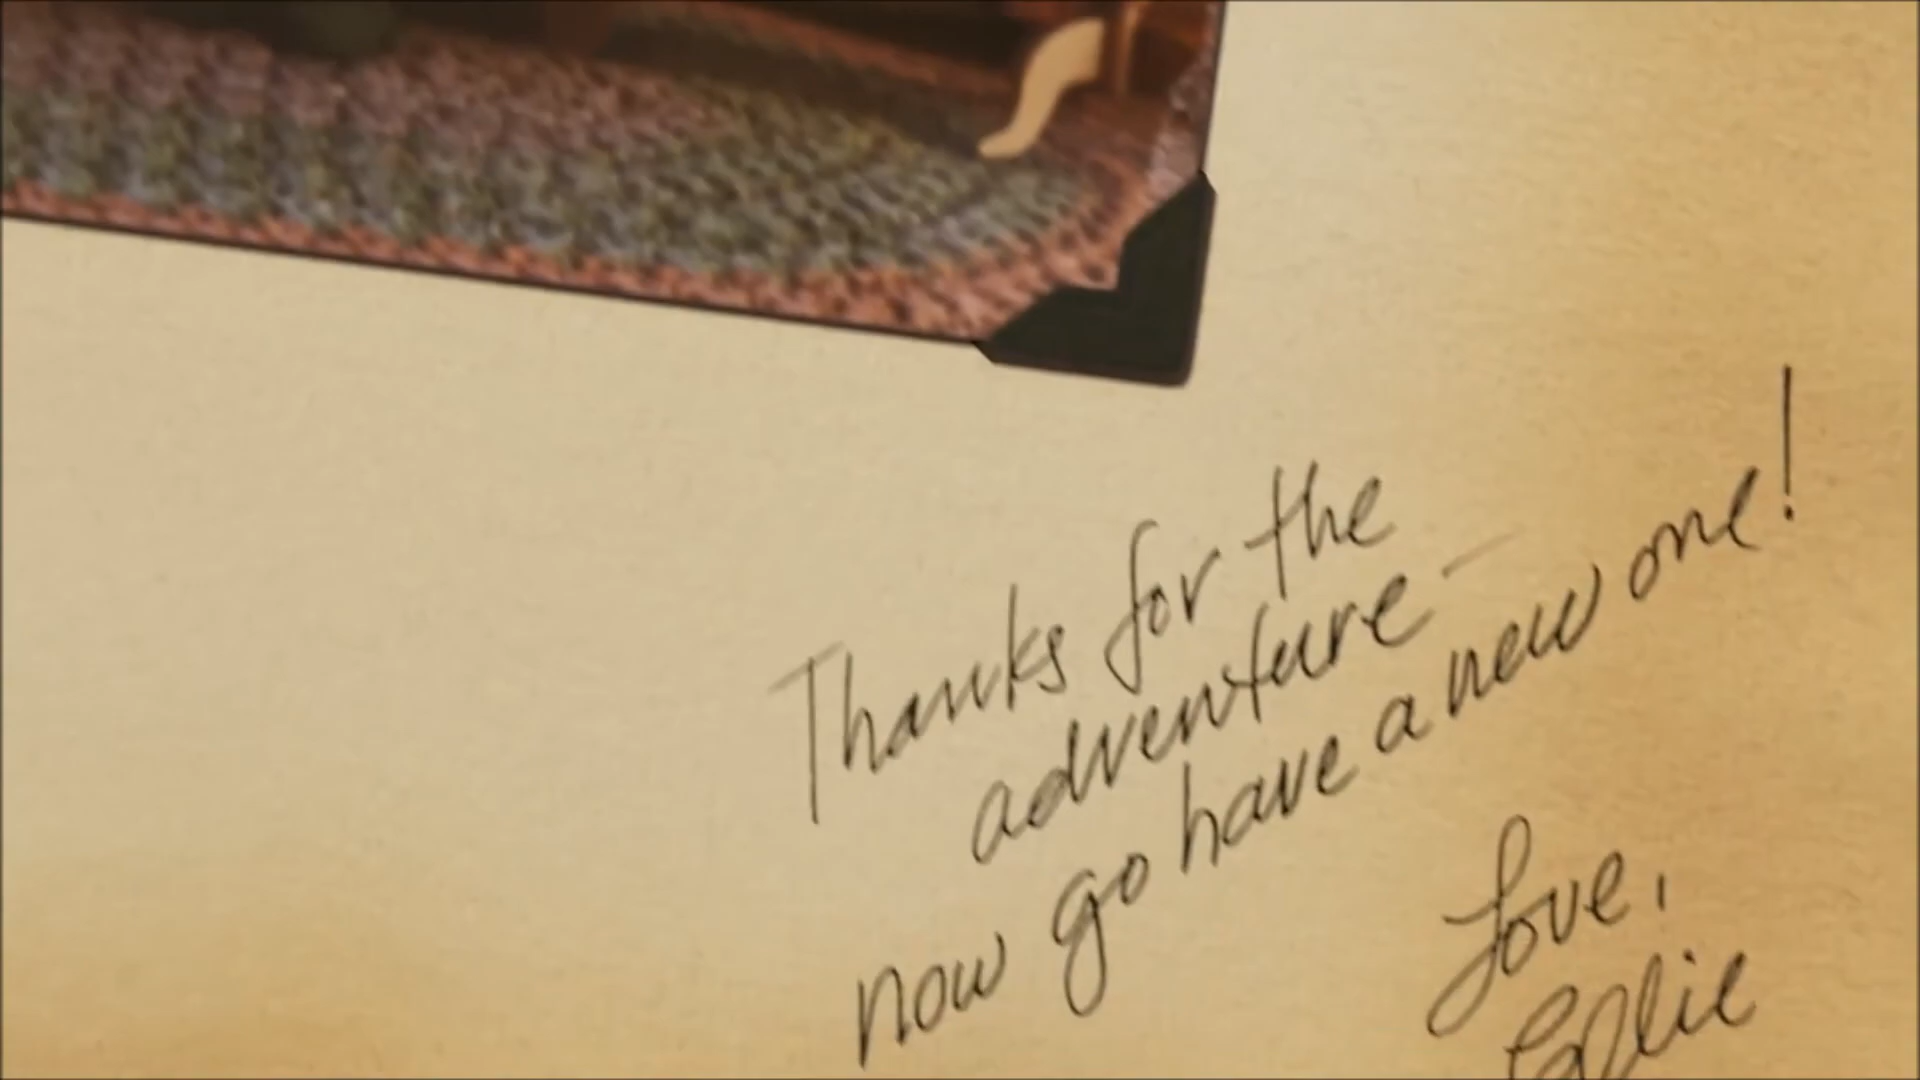 Thanks for the
adventure —
now go have a new one!
Love,
Ellie